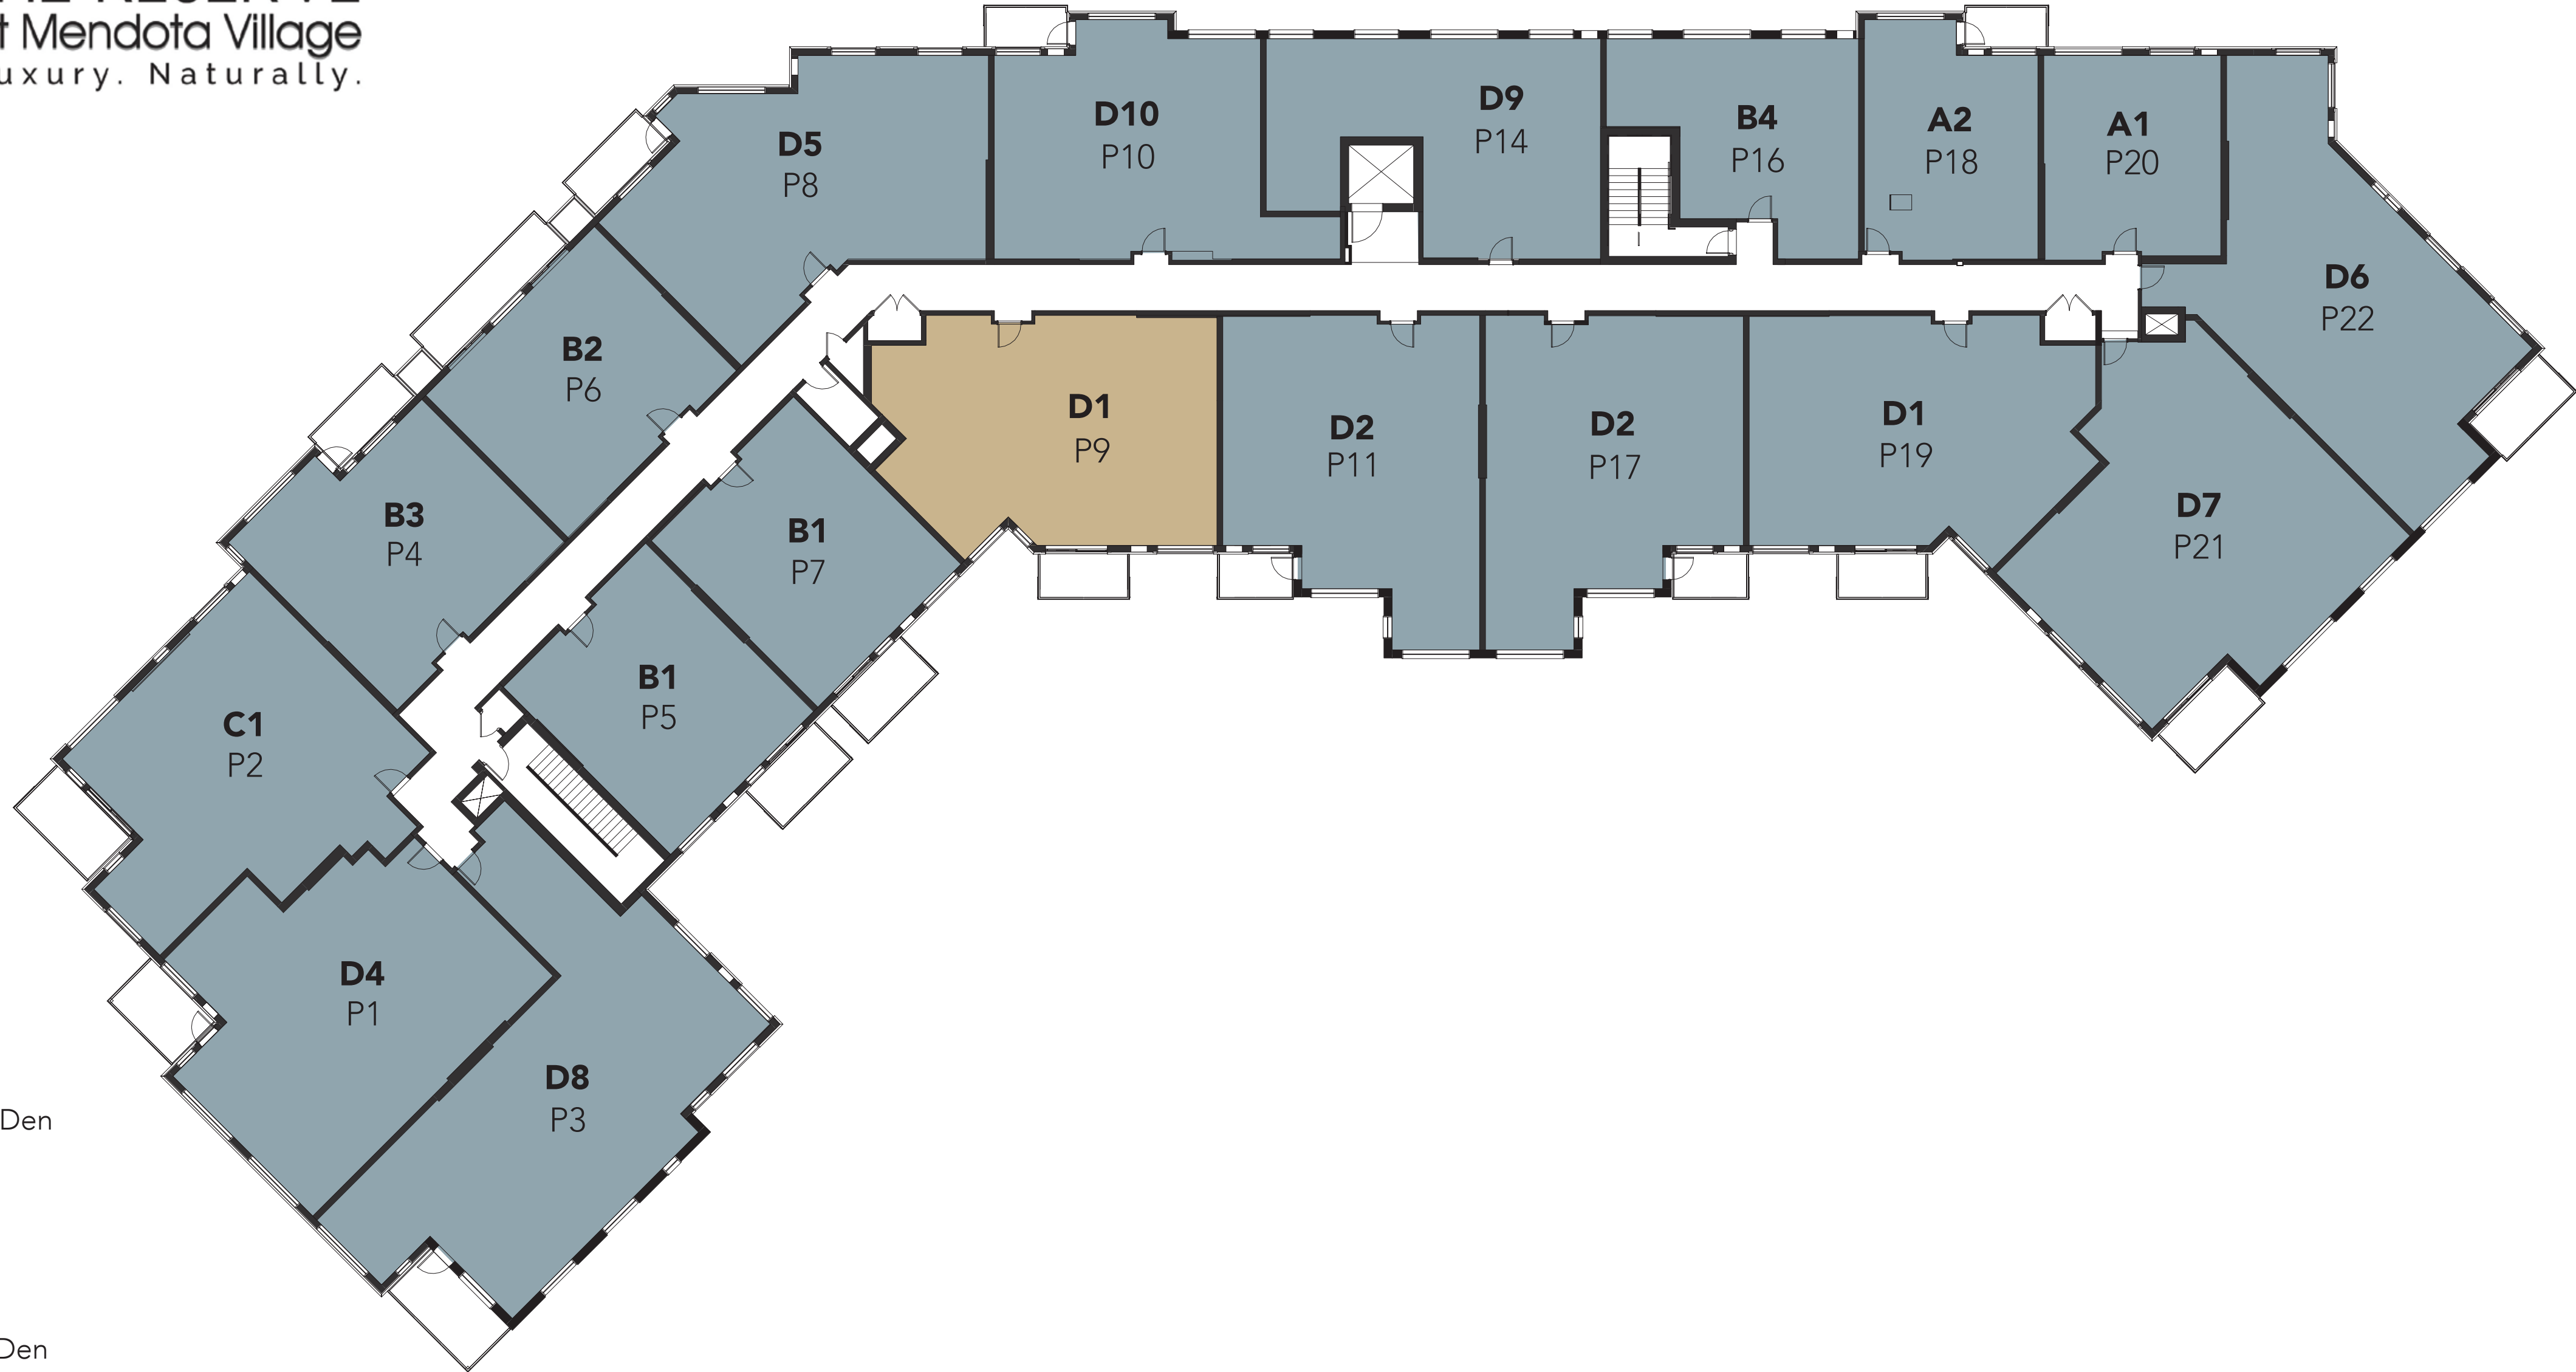 t Mendota Village
uxury. Naturally.
D5
P8
D10
P10
D9
P14
B4
P16
A2
P18
A1
P20
D6
P22
B2
P6
D1
P9
D2
P11
D2
P17
D1
P19
D7
P21
B3
P4
B1
P7
B1
P5
C1
P2
D4
P1
D8
P3
Den
Den